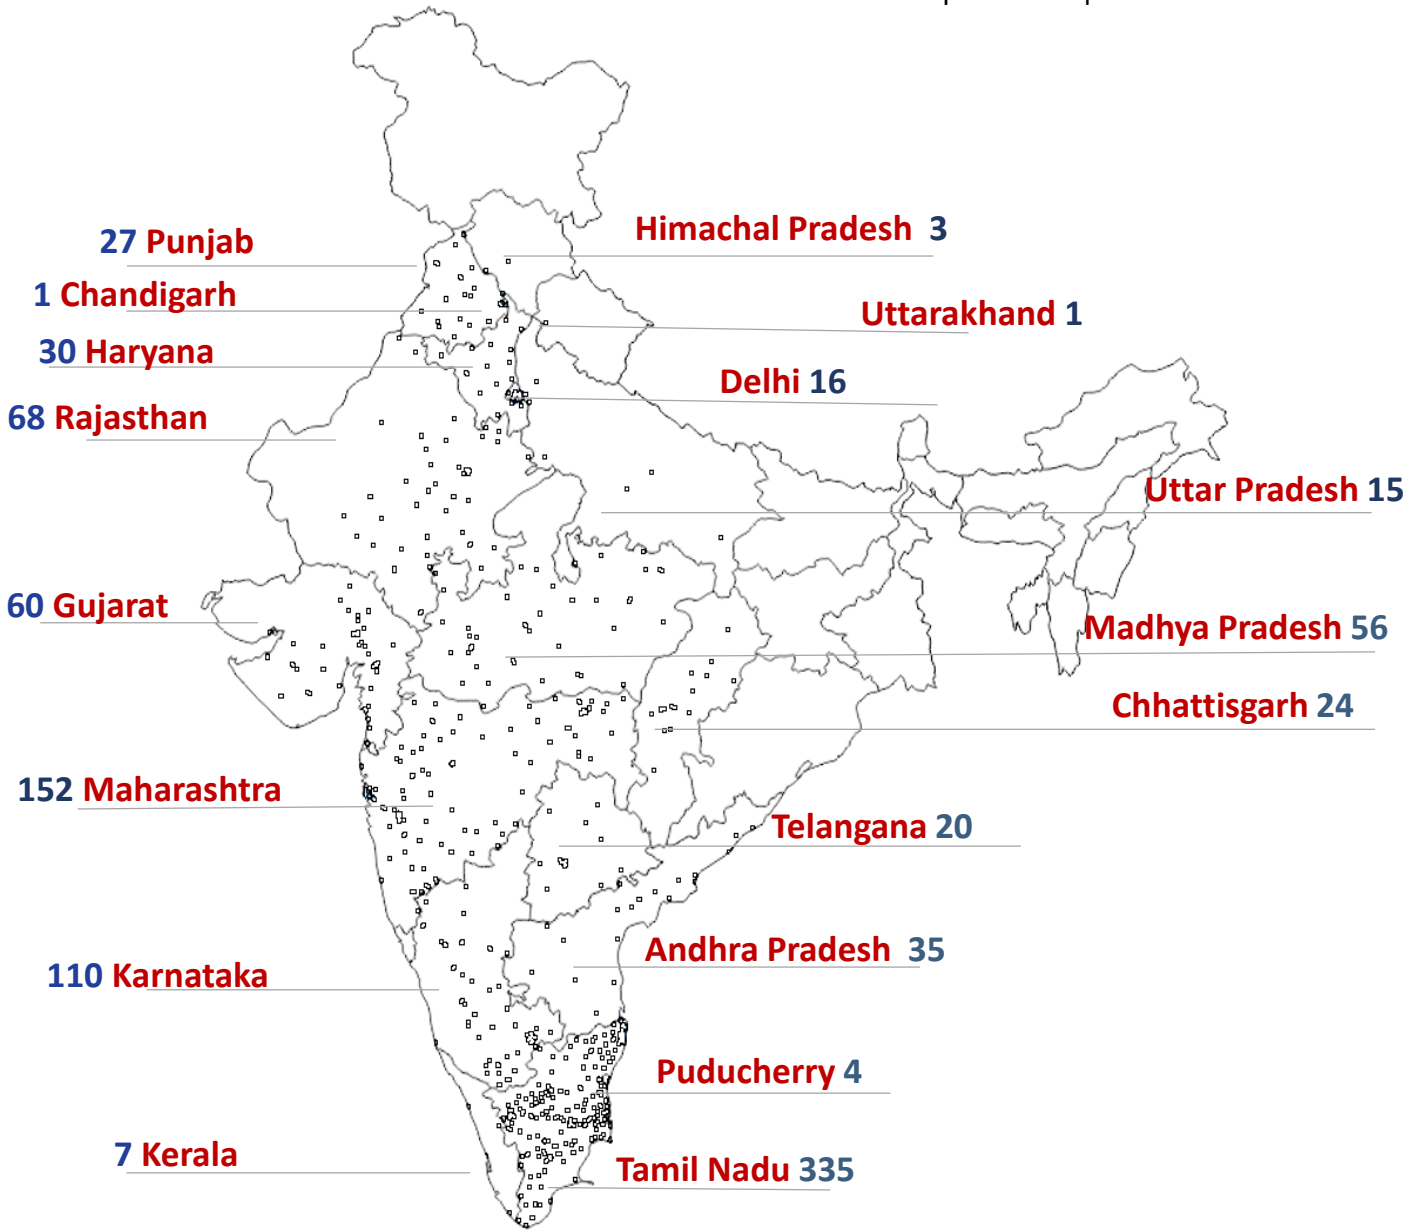 Himachal Pradesh 3
27 Punjab
1 Chandigarh
Uttarakhand 1
30 Haryana
Delhi 16
68 Rajasthan
Uttar Pradesh 15
60 Gujarat
Madhya Pradesh 56
Chhattisgarh 24
152 Maharashtra
Telangana 20
Andhra Pradesh 35
110 Karnataka
Puducherry 4
7 Kerala
Tamil Nadu 335